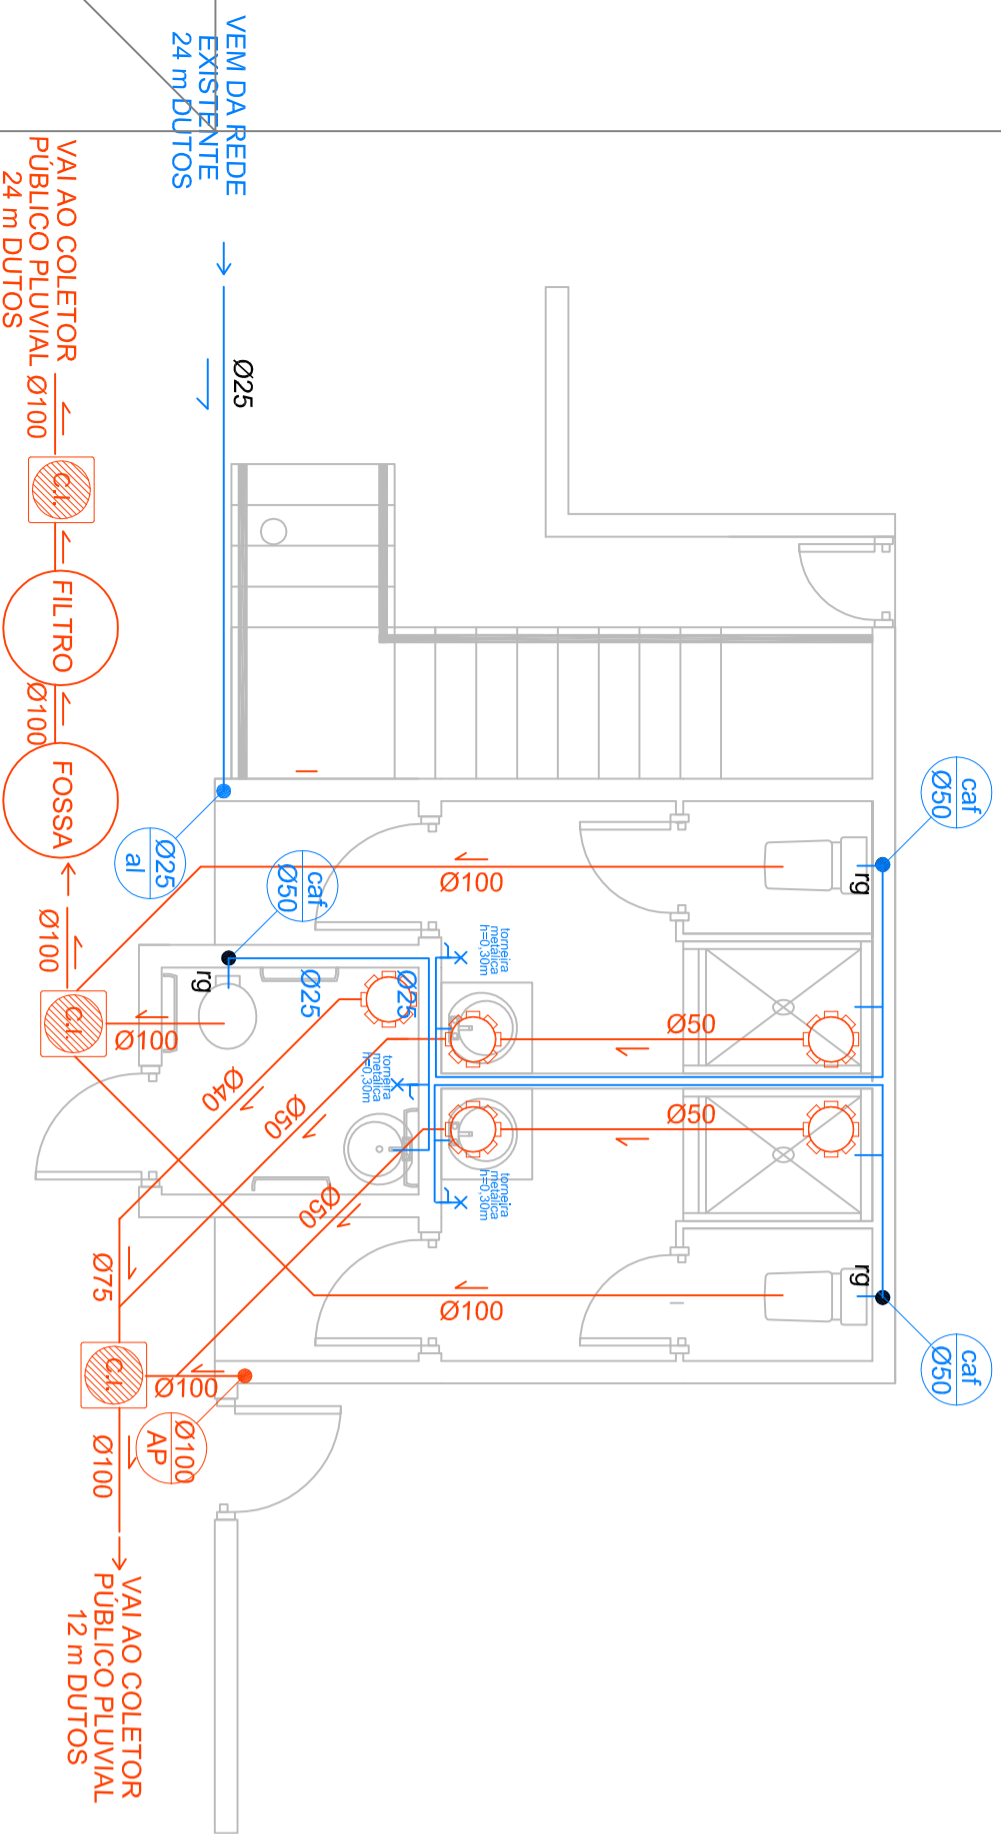 VEM DA REDE
EXISTENTE
24 m DUTOS
VAI AO COLETOR
PÚBLICO PLUVIAL
24 m DUTOS
Ø100
C.I.
FILTRO
Ø100
FOSSA
Ø100
C.I.
Ø25
Ø25
al
caf
Ø50
caf
Ø50
rg
Ø100
rg
Ø25
Ø25
torneira
metálica
h=0,30m
Ø100
Ø40
Ø50
torneira
metálica
h=0,30m
Ø50
Ø50
Ø50
torneira
metálica
h=0,30m
Ø75
Ø100
rg
caf
Ø50
C.I.
Ø100
Ø100
AP
Ø100
VAI AO COLETOR
PÚBLICO PLUVIAL
12 m DUTOS